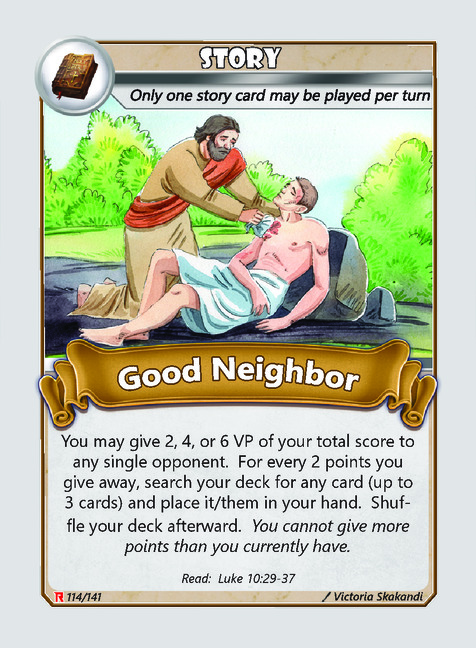 STORY
Only one story card may be played per turn
Good Neighbor
You may give 2, 4, or 6 VP of your total score to
any single opponent. For every 2 points you
give away, search your deck for any card (up to
3 cards) and place it/them in your hand. Shuf-
fle your deck afterward. You cannot give more
points than you currently have.
Read: Luke 10:29-37
R 114/141
/ Victoria Skakandi